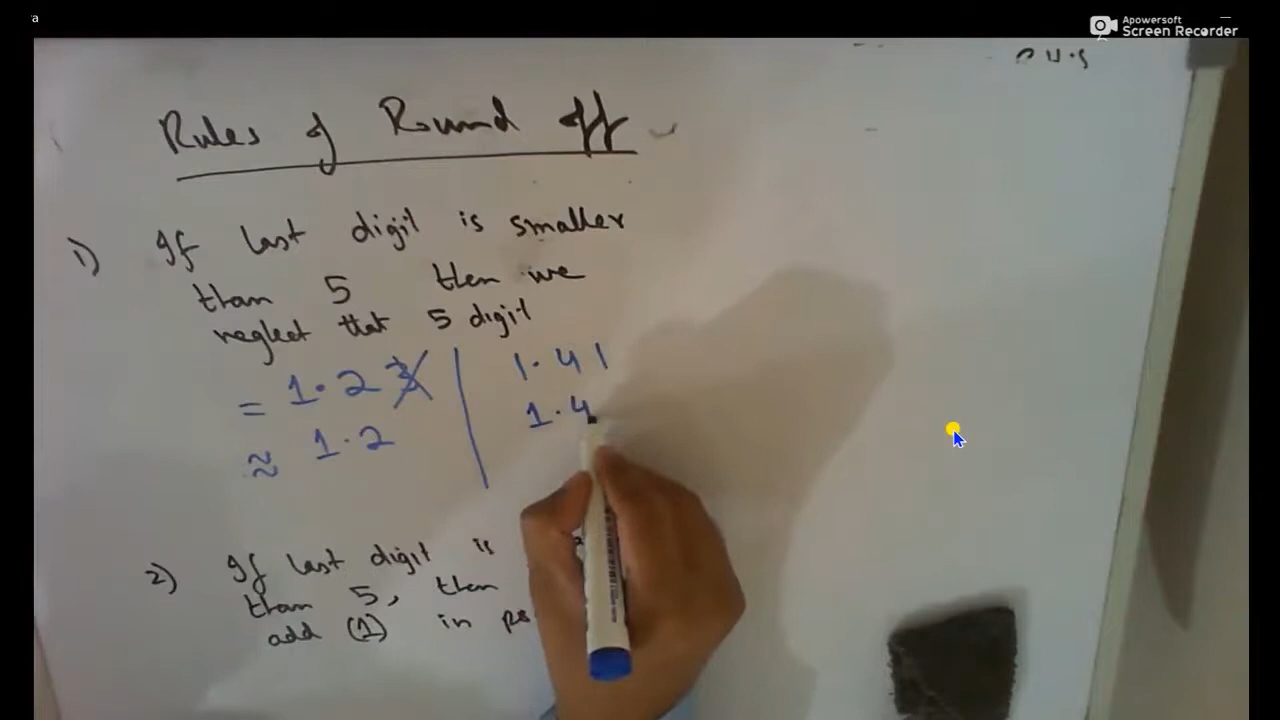 ra
Apowersoft
Screen Recorder
Rules of Round off
1) If last digit is smaller
than 5 then we
neglect that 5 digit
= 1.23 | 1.41
≈ 1.2 | 1.4
2) If last digit is
than 5, then
add (1) in